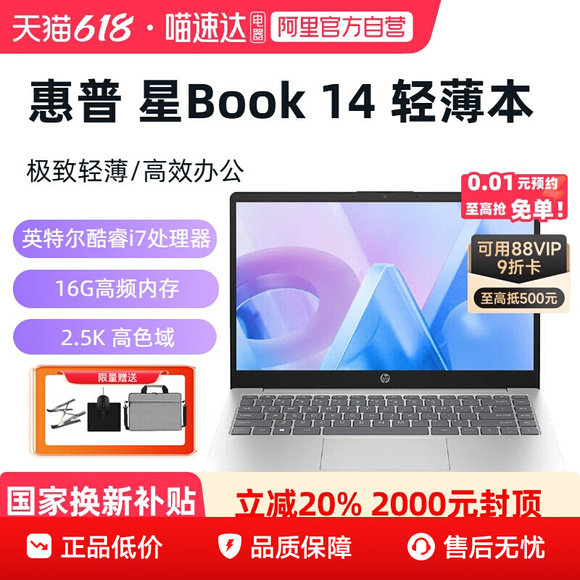 天猫618·喵速达电器 阿里官方自营
惠普 星Book 14 轻薄本
极致轻薄/高效办公
0.01元预约
至高抢 免单!
英特尔酷睿i7处理器
可用88VIP
9折卡
至高抵500元
16G高频内存
2.5K 高色域
限量赠送
hp
国家换新补贴
立减20% 2000元封顶
正品低价
品质保障
售后无忧